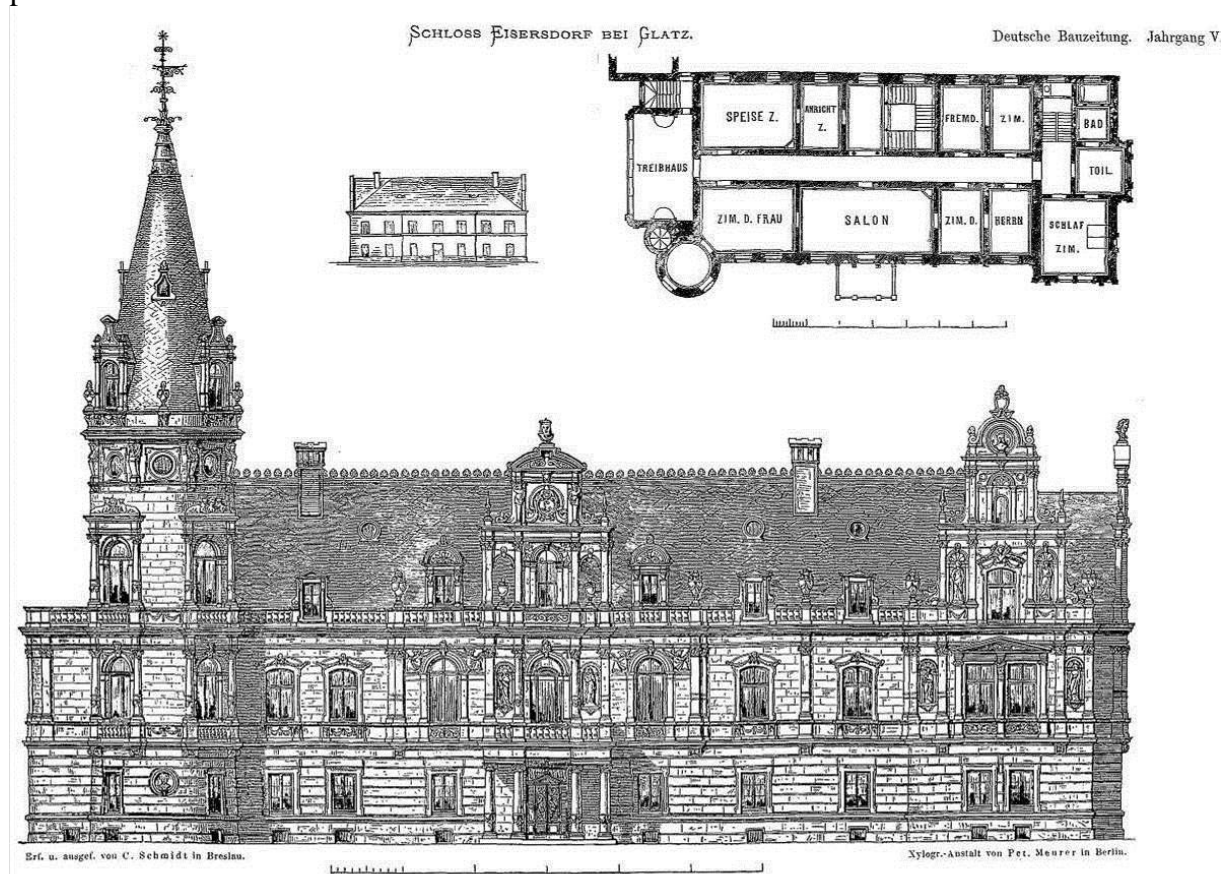 SCHLOSS EISERSDORF BEI GLATZ.
Deutsche Bauzeitung. Jahrgang V
SPEISE Z.
ANRICHT
Z.
FREMD.
ZIM.
BAD
TREIBHAUS
TOIL.
ZIM. D. FRAU
SALON
ZIM. D.
HERRN
SCHLAF
ZIM.
Erf. u. ausgef. von C. Schmidt in Breslau.
Xylogr.-Anstalt von Pet. Meurer in Berlin.